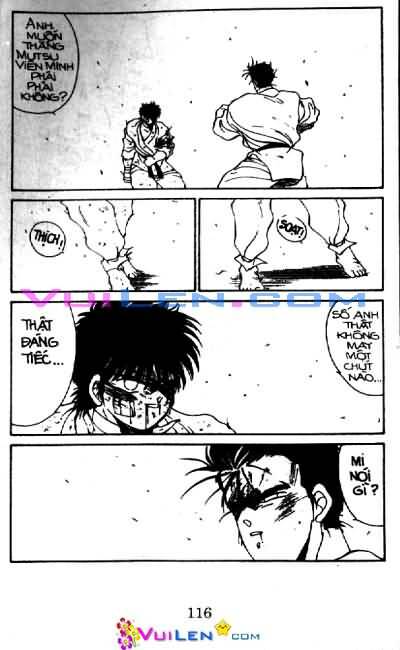 ANH
MUỐN
THẮNG
MUTSU
VIÊN MINH
PHẢI
PHẢI
KHÔNG?
THÍCH!
SOẠT!
VUILEN.COM
THẬT
ĐÁNG
TIẾC...
SỐ ANH
THẬT
KHÔNG
MAY
MỘT
CHÚT
NÀO...
MI
NÓI
GÌ?
116
VUILEN.COM